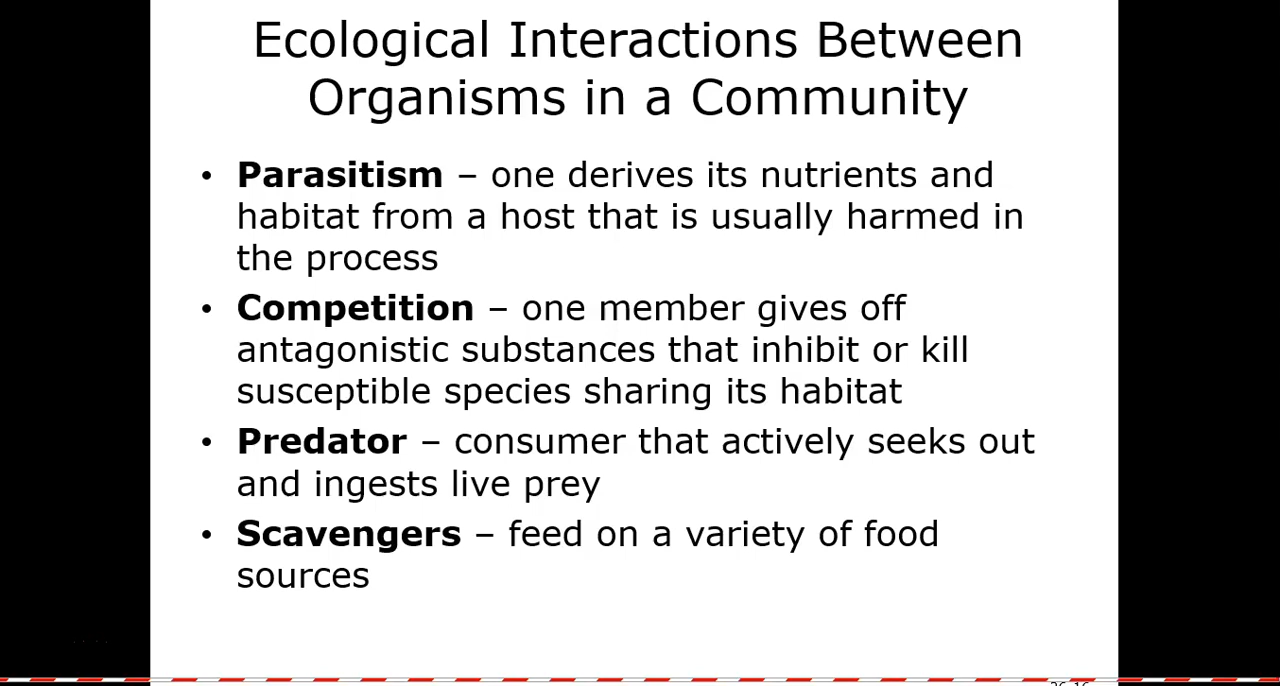 Ecological Interactions Between
Organisms in a Community
• Parasitism – one derives its nutrients and
habitat from a host that is usually harmed in
the process
• Competition – one member gives off
antagonistic substances that inhibit or kill
susceptible species sharing its habitat
• Predator – consumer that actively seeks out
and ingests live prey
• Scavengers – feed on a variety of food
sources